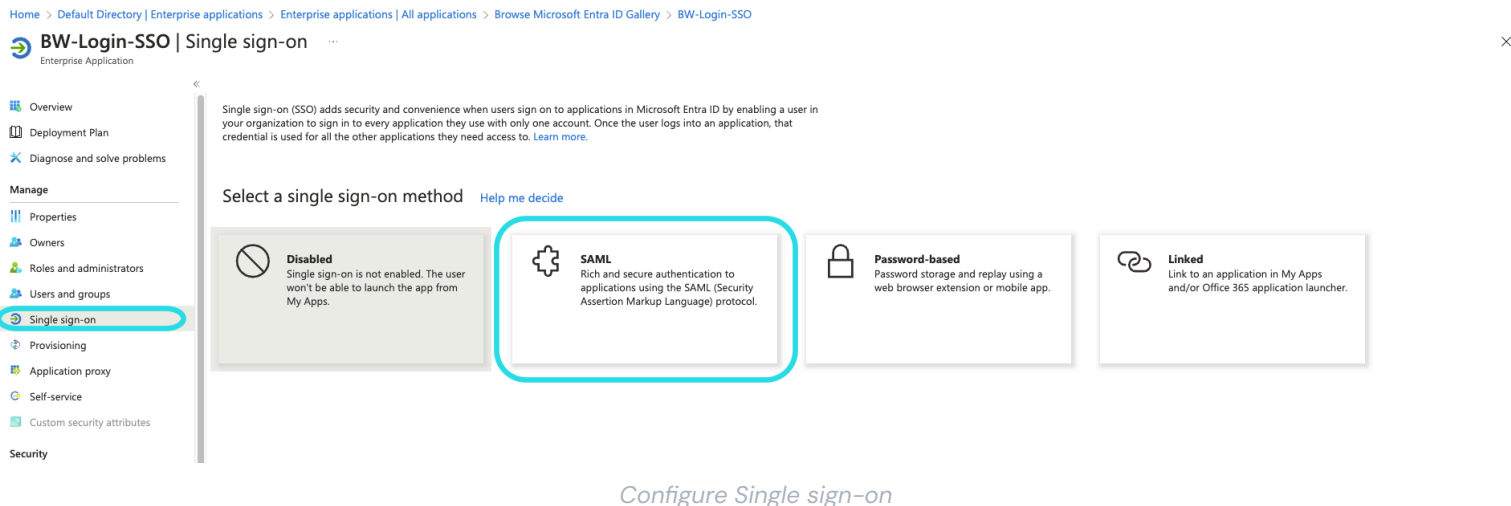 Home > Default Directory | Enterprise applications > Enterprise applications | All applications > Browse Microsoft Entra ID Gallery > BW-Login-SSO
BW-Login-SSO | Single sign-on ...
Enterprise Application
Overview
Deployment Plan
Diagnose and solve problems
Manage
Properties
Owners
Roles and administrators
Users and groups
Single sign-on
Provisioning
Application proxy
Self-service
Custom security attributes
Security
Single sign-on (SSO) adds security and convenience when users sign on to applications in Microsoft Entra ID by enabling a user in
your organization to sign in to every application they use with only one account. Once the user logs into an application, that
credential is used for all the other applications they need access to. Learn more.
Select a single sign-on method Help me decide
Disabled
Single sign-on is not enabled. The user
won't be able to launch the app from
My Apps.
SAML
Rich and secure authentication to
applications using the SAML (Security
Assertion Markup Language) protocol.
Password-based
Password storage and replay using a
web browser extension or mobile app.
Linked
Link to an application in My Apps
and/or Office 365 application launcher.
Configure Single sign-on